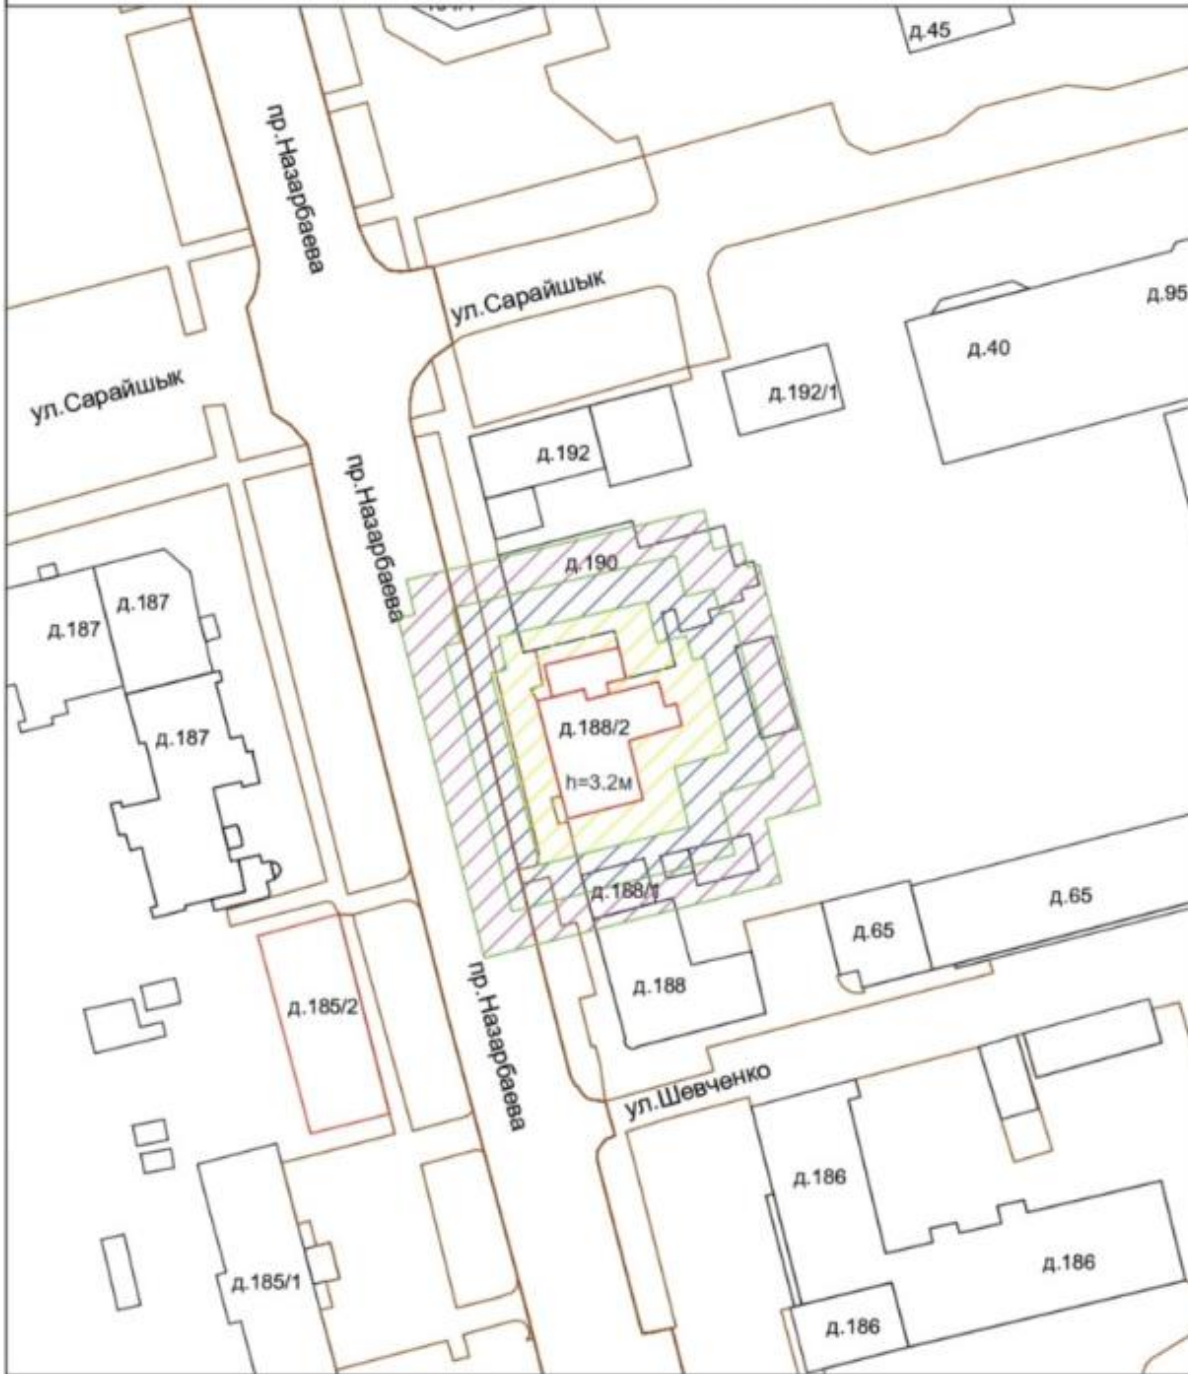 д.45
пр.Назарбаева
ул.Сарайшык
д.95
д.40
ул.Сарайшык
д.192/1
д.192
пр.Назарбаева
д.190
д.187
д.187
д.188/2
д.187
h=3.2м
д.188/1
д.65
д.65
д.188
д.185/2
пр.Назарбаева
ул.Шевченко
д.186
д.186
д.185/1
д.186